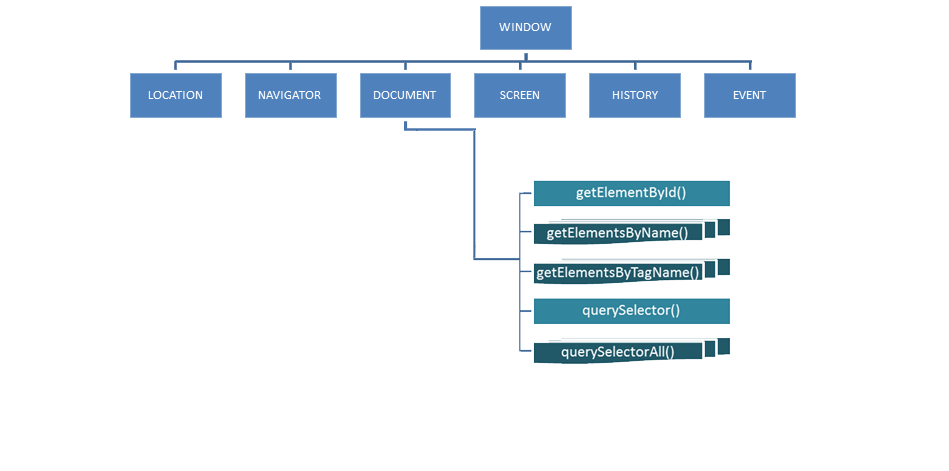 WINDOW
LOCATION
NAVIGATOR
DOCUMENT
SCREEN
HISTORY
EVENT
getElementById()
getElementsByName()
getElementsByTagName()
querySelector()
querySelectorAll()